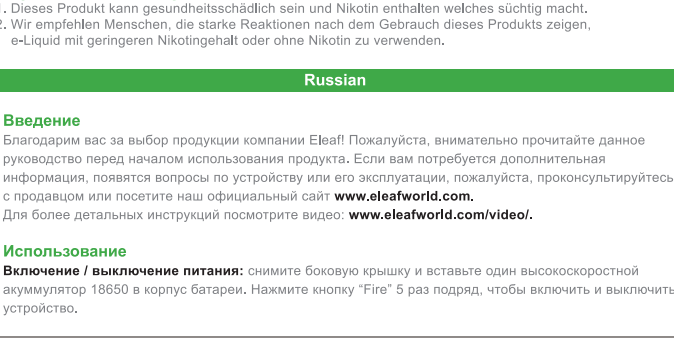 1. Dieses Produkt kann gesundheitsschädlich sein und Nikotin enthalten welches süchtig macht.
2. Wir empfehlen Menschen, die starke Reaktionen nach dem Gebrauch dieses Produkts zeigen,
e-Liquid mit geringeren Nikotingehalt oder ohne Nikotin zu verwenden.
Russian
Введение
Благодарим вас за выбор продукции компании Eleaf! Пожалуйста, внимательно прочитайте данное
руководство перед началом использования продукта. Если вам потребуется дополнительная
информация, появятся вопросы по устройству или его эксплуатации, пожалуйста, проконсультируйтесь
с продавцом или посетите наш официальный сайт www.eleafworld.com.
Для более детальных инструкций посмотрите видео: www.eleafworld.com/video/.
Использование
Включение / выключение питания: снимите боковую крышку и вставьте один высокоскоростной
акуммулятор 18650 в корпус батареи. Нажмите кнопку “Fire” 5 раз подряд, чтобы включить и выключить
устройство.